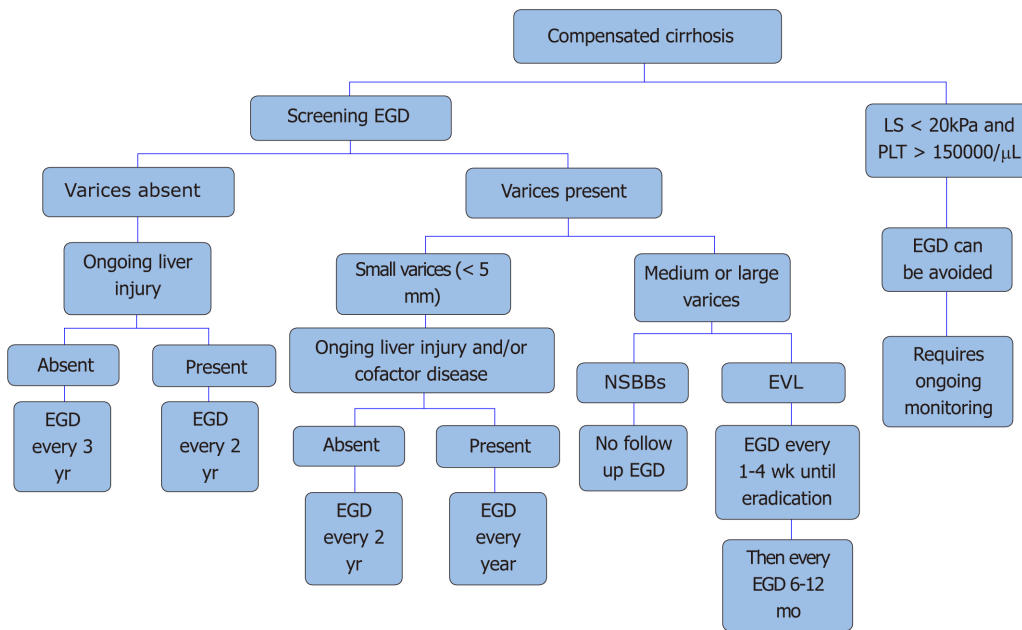 Compensated cirrhosis
Screening EGD
LS < 20kPa and
PLT > 150000/μL
Varices absent
Varices present
Ongoing liver
injury
Small varices (< 5
mm)
Medium or large
varices
EGD can
be avoided
Absent
Present
Onging liver injury and/or
cofactor disease
NSBBs
EVL
Requires
ongoing
monitoring
EGD
every 3
yr
EGD
every 2
yr
Absent
Present
No follow
up EGD
EGD every
1-4 wk until
eradication
EGD
every 2
yr
EGD
every
year
Then every
EGD 6-12
mo